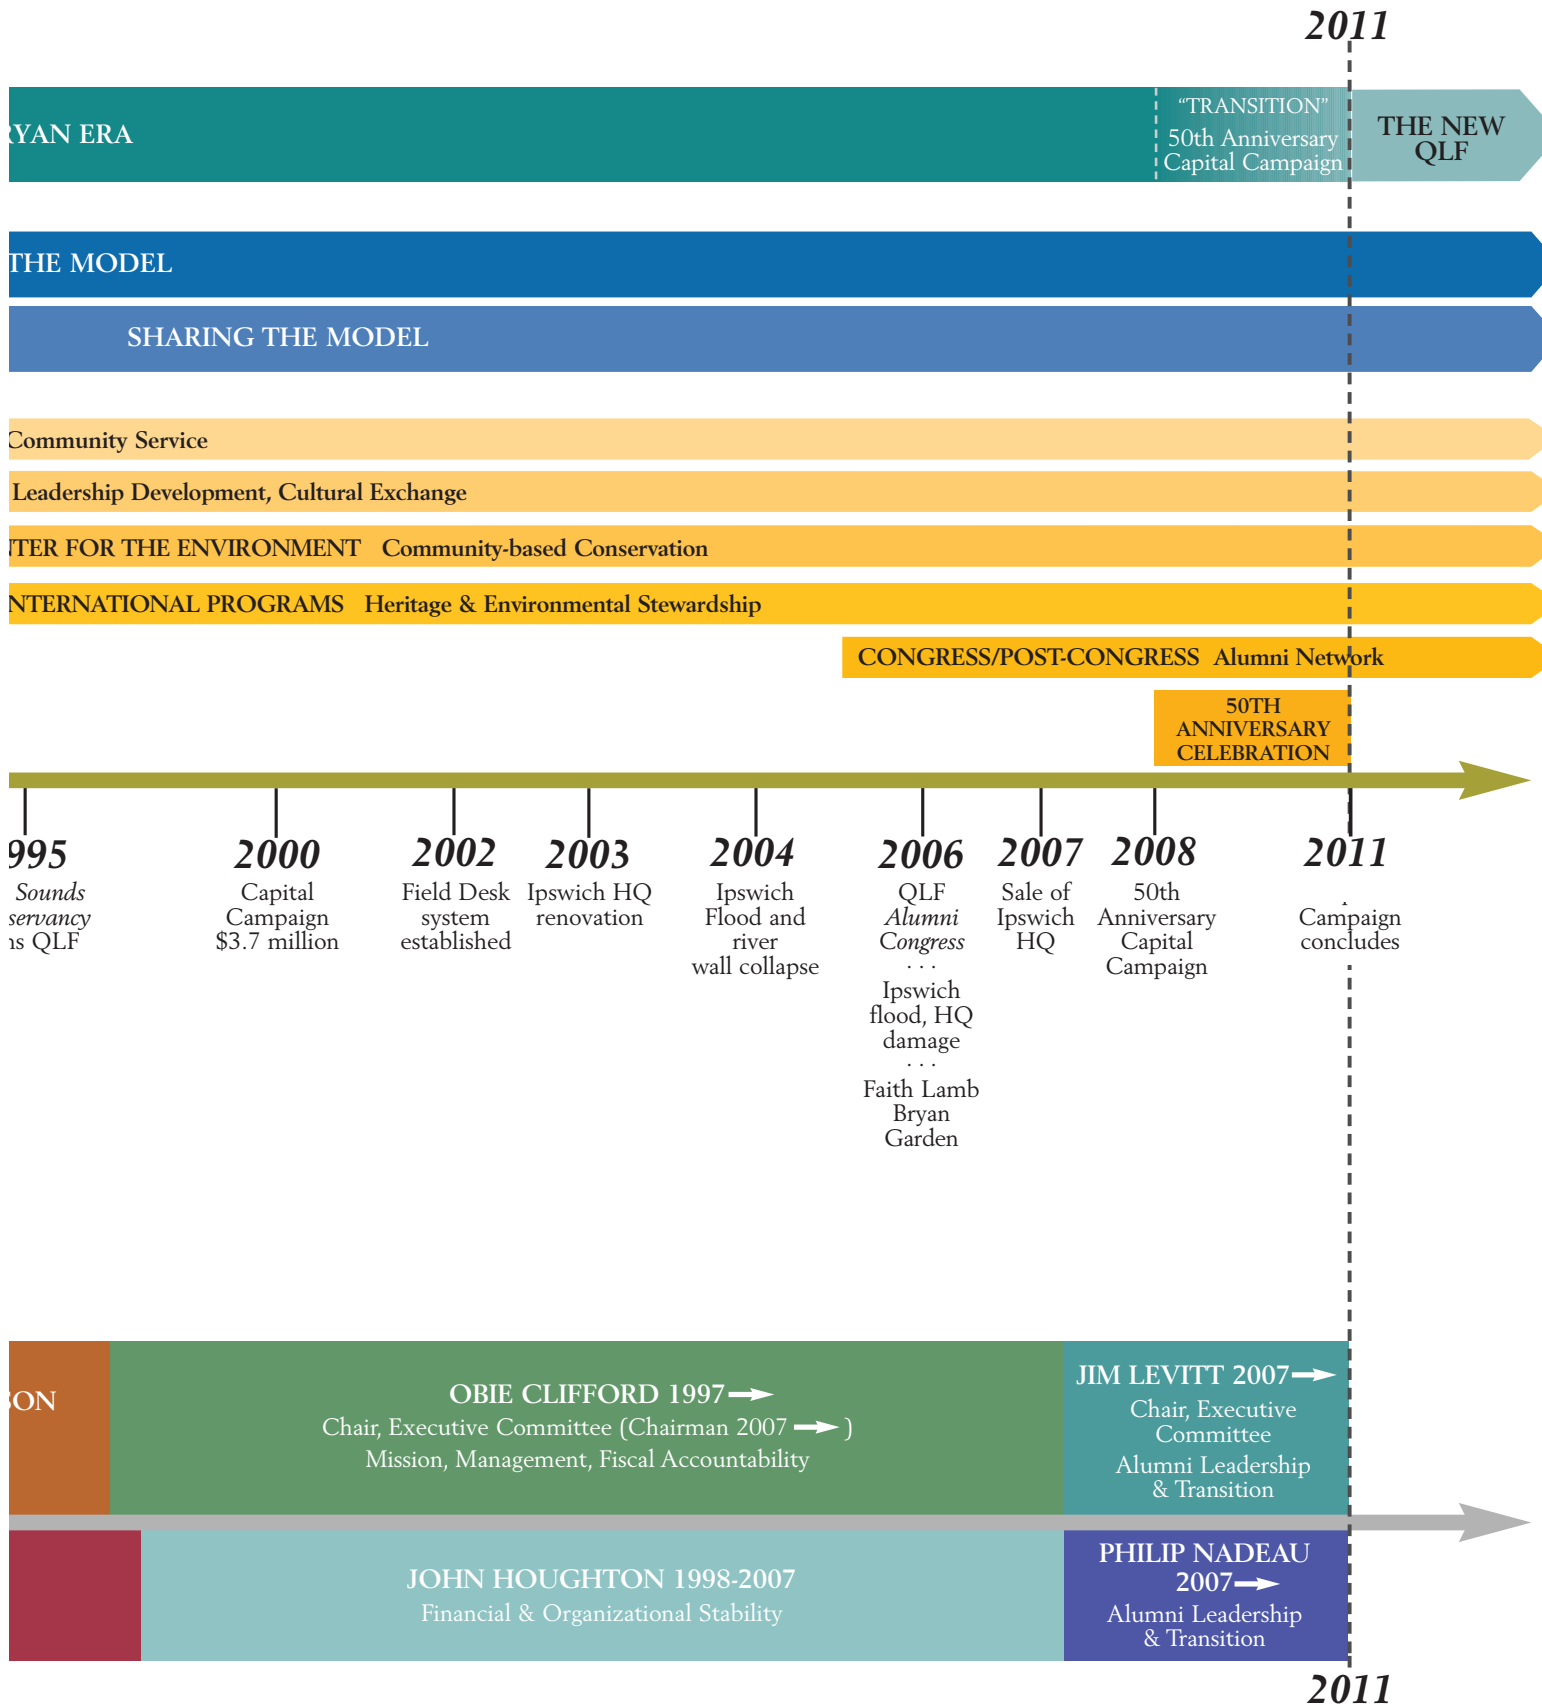 2011
RYAN ERA
“TRANSITION”
50th Anniversary
Capital Campaign
THE NEW
QLF
THE MODEL
SHARING THE MODEL
Community Service
Leadership Development, Cultural Exchange
NTER FOR THE ENVIRONMENT Community-based Conservation
NTERNATIONAL PROGRAMS Heritage & Environmental Stewardship
CONGRESS/POST-CONGRESS Alumni Network
50TH
ANNIVERSARY
CELEBRATION
995
Sounds
servancy
ns QLF
2000
Capital
Campaign
$3.7 million
2002
Field Desk
system
established
2003
Ipswich HQ
renovation
2004
Ipswich
Flood and
river
wall collapse
2006
QLF
Alumni
Congress
. . .
Ipswich
flood, HQ
damage
. . .
Faith Lamb
Bryan
Garden
2007
Sale of
Ipswich
HQ
2008
50th
Anniversary
Capital
Campaign
2011
Campaign
concludes
SON
OBIE CLIFFORD 1997→
Chair, Executive Committee (Chairman 2007 → )
Mission, Management, Fiscal Accountability
JIM LEVITT 2007→
Chair, Executive
Committee
Alumni Leadership
& Transition
JOHN HOUGHTON 1998-2007
Financial & Organizational Stability
PHILIP NADEAU
2007→
Alumni Leadership
& Transition
2011